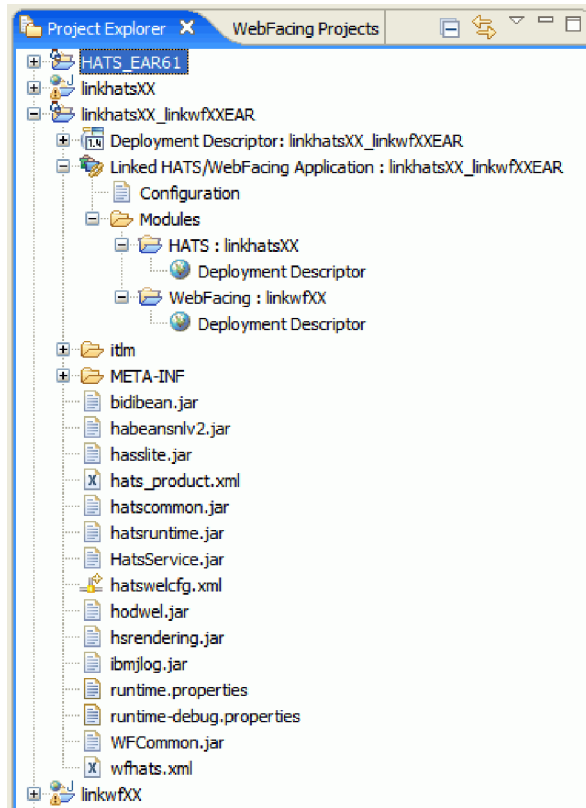 Project Explorer WebFacing Projects
HATS_EAR61
linkhatsXX
linkhatsXX_linkwfXXEAR
1.4 Deployment Descriptor: linkhatsXX_linkwfXXEAR
Linked HATS/WebFacing Application : linkhatsXX_linkwfXXEAR
Configuration
Modules
HATS : linkhatsXX
Deployment Descriptor
WebFacing : linkwfXX
Deployment Descriptor
itlm
META-INF
bidibean.jar
habeansnlv2.jar
hasslite.jar
X hats_product.xml
hatscommon.jar
hatsruntime.jar
HatsService.jar
hatswelcfg.xml
hodwel.jar
hsrendering.jar
ibmjlog.jar
runtime.properties
runtime-debug.properties
WFCommon.jar
X wfhats.xml
linkwfXX